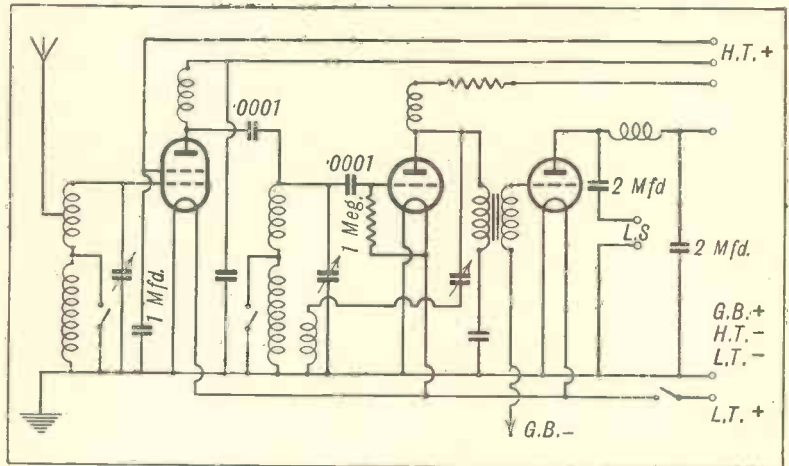 H.T. +
·0001
·0001
1 Meg.
1 Mfd.
2 Mfd
L.S
2 Mfd.
G.B. +
H.T. -
L.T. -
L.T. +
G.B. -